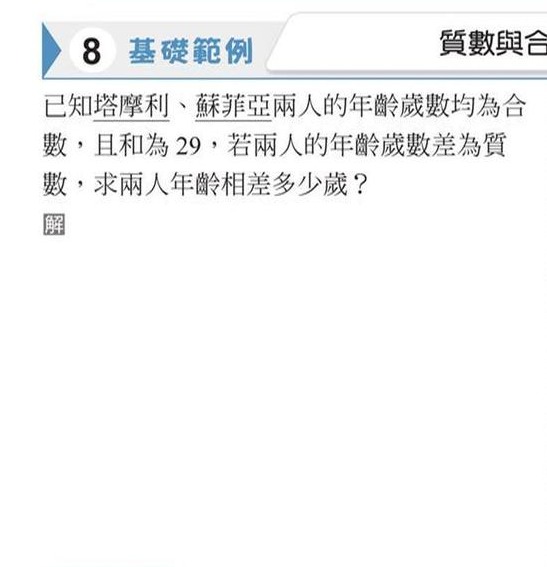 8 基礎範例 質數與合
已知塔摩利、蘇菲亞兩人的年齡歲數均為合
數，且和為 29，若兩人的年齡歲數差為質
數，求兩人年齡相差多少歲？
解